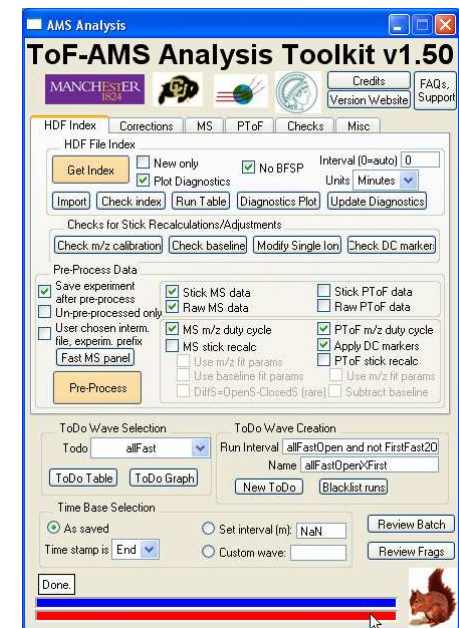 AMS Analysis
ToF-AMS Analysis Toolkit v1.50
MANCHESTER
1824
Credits
Version Website
FAQs,
Support
HDF Index Corrections MS PToF Checks Misc
HDF File Index
Get Index
New only
Plot Diagnostics
No BFSP
Interval (0=auto) 0
Units Minutes
Import Check index Run Table Diagnostics Plot Update Diagnostics
Checks for Stick Recalculations/Adjustments
Check m/z calibration Check baseline Modify Single Ion Check DC markers
Pre-Process Data
Save experiment
after pre-process
Un-pre-processed only
User chosen interm.
file, experim. prefix
Fast MS panel
Pre-Process
Stick MS data
Raw MS data
Stick PToF data
Raw PToF data
MS m/z duty cycle
MS stick recalc
Use m/z fit params
Use baseline fit params
DiffS=OpenS-ClosedS (rare)
PToF m/z duty cycle
Apply DC markers
PToF stick recalc
Use m/z fit params
Subtract baseline
ToDo Wave Selection
Todo allFast
ToDo Table ToDo Graph
ToDo Wave Creation
Run Interval allFastOpen and not FirstFast20
Name allFastOpenXFirst
New ToDo Blacklist runs
Time Base Selection
As saved
Time stamp is End
Set interval (m): NaN
Custom wave:
Review Batch
Review Frags
Done.